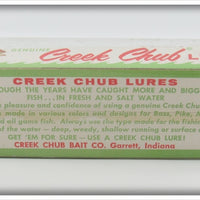 GENUINE Creek Chub L
CREEK CHUB LURES
OUGH THE YEARS HAVE CAUGHT MORE AND BIGG
FISH... IN FRESH AND SALT WATER
pleasure and confidence of using genuine Creek Chu
made in various colors and designs for Bass, Pike, M
and all game fish. Always use the type made for the
of the water — deep, weedy, shallow running or surface
GET 'EM FOR SURE - USE A CREEK CHUB LURE!
CREEK CHUB BAIT CO. Garrett, Indiana